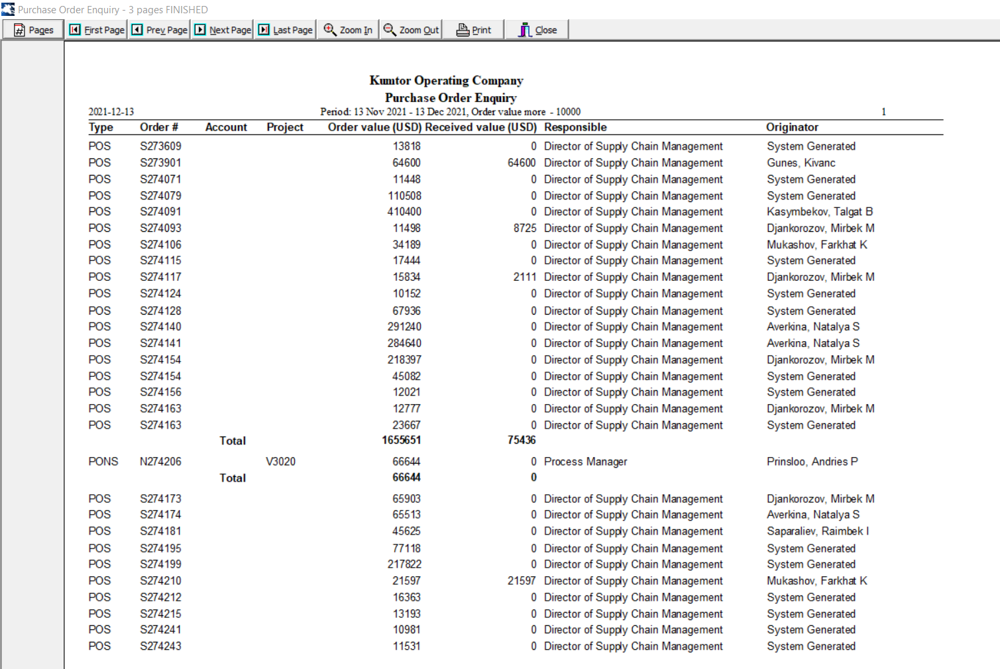 Purchase Order Enquiry - 3 pages FINISHED
Pages First Page Prev Page Next Page Last Page Zoom In Zoom Out Print Close
Kumtor Operating Company
Purchase Order Enquiry
2021-12-13 Period: 13 Nov 2021 - 13 Dec 2021, Order value more - 10000 1
Type Order # Account Project Order value (USD) Received value (USD) Responsible Originator
POS S273609 13818 0 Director of Supply Chain Management System Generated
POS S273901 64600 64600 Director of Supply Chain Management Gunes, Kivanc
POS S274071 11448 0 Director of Supply Chain Management System Generated
POS S274079 110508 0 Director of Supply Chain Management System Generated
POS S274091 410400 0 Director of Supply Chain Management Kasymbekov, Talgat B
POS S274093 11498 8725 Director of Supply Chain Management Djankorozov, Mirbek M
POS S274106 34189 0 Director of Supply Chain Management Mukashov, Farkhat K
POS S274115 17444 0 Director of Supply Chain Management System Generated
POS S274117 15834 2111 Director of Supply Chain Management Djankorozov, Mirbek M
POS S274124 10152 0 Director of Supply Chain Management System Generated
POS S274128 67936 0 Director of Supply Chain Management System Generated
POS S274140 291240 0 Director of Supply Chain Management Averkina, Natalya S
POS S274141 284640 0 Director of Supply Chain Management Averkina, Natalya S
POS S274154 218397 0 Director of Supply Chain Management Djankorozov, Mirbek M
POS S274154 45082 0 Director of Supply Chain Management System Generated
POS S274156 12021 0 Director of Supply Chain Management System Generated
POS S274163 12777 0 Director of Supply Chain Management Djankorozov, Mirbek M
POS S274163 23667 0 Director of Supply Chain Management System Generated
Total 1655651 75436
PONS N274206 V3020 66644 0 Process Manager Prinsloo, Andries P
Total 66644 0
POS S274173 65903 0 Director of Supply Chain Management Djankorozov, Mirbek M
POS S274174 65513 0 Director of Supply Chain Management Averkina, Natalya S
POS S274181 45625 0 Director of Supply Chain Management Saparaliev, Raimbek I
POS S274195 77118 0 Director of Supply Chain Management System Generated
POS S274199 217822 0 Director of Supply Chain Management System Generated
POS S274210 21597 21597 Director of Supply Chain Management Mukashov, Farkhat K
POS S274212 16363 0 Director of Supply Chain Management System Generated
POS S274215 13193 0 Director of Supply Chain Management System Generated
POS S274241 10981 0 Director of Supply Chain Management System Generated
POS S274243 11531 0 Director of Supply Chain Management System Generated